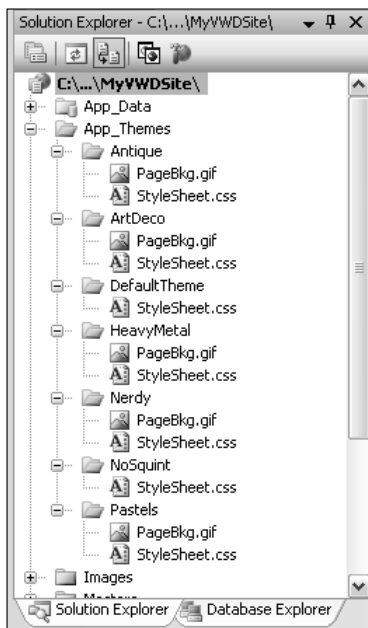 Solution Explorer - C:\...\MyVWDSite\
C:\...\MyVWDSite\
App_Data
App_Themes
Antique
PageBkg.gif
StyleSheet.css
ArtDeco
PageBkg.gif
StyleSheet.css
DefaultTheme
StyleSheet.css
HeavyMetal
PageBkg.gif
StyleSheet.css
Nerdy
PageBkg.gif
StyleSheet.css
NoSquint
StyleSheet.css
Pastels
PageBkg.gif
StyleSheet.css
Images
Solution Explorer Database Explorer